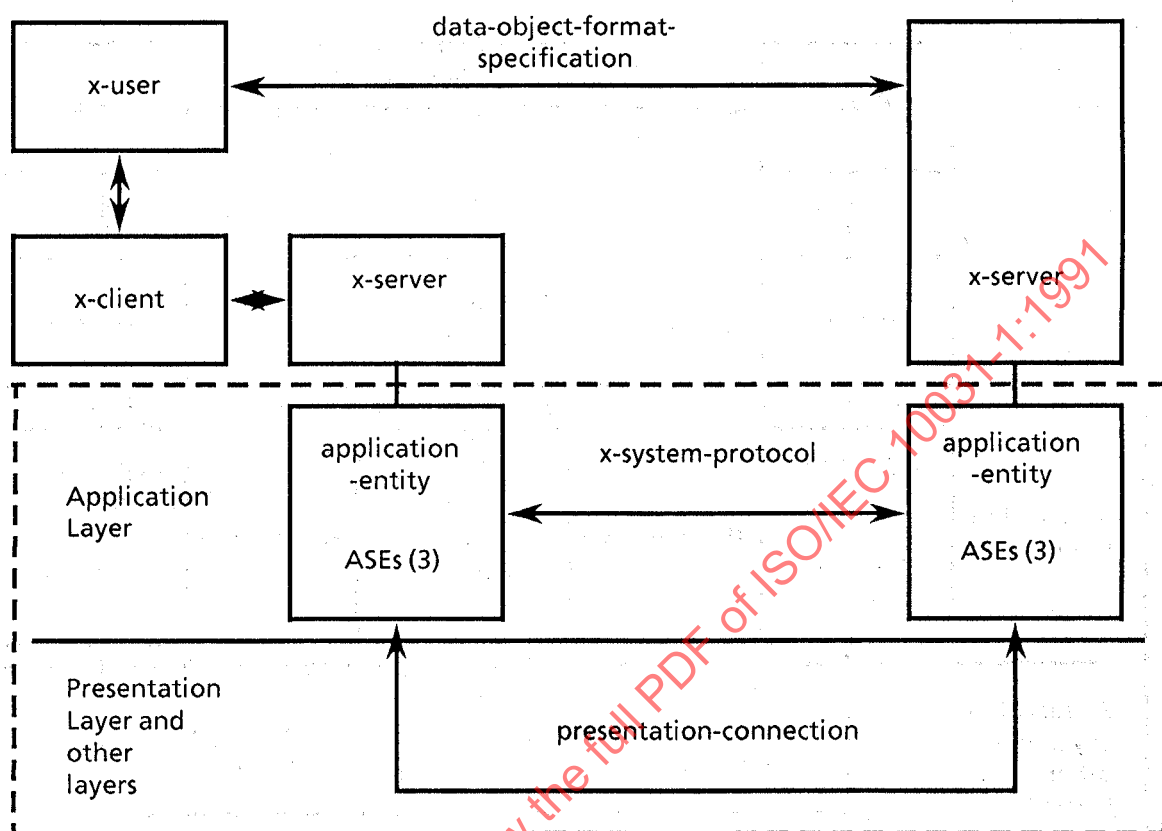 data-object-format-
specification
x-user
x-client
x-server
x-server
application
-entity
ASEs (3)
x-system-protocol
application
-entity
ASEs (3)
Application
Layer
Presentation
Layer and
other
layers
presentation-connection
y the full PDF of ISO/IEC 10031-1:1991